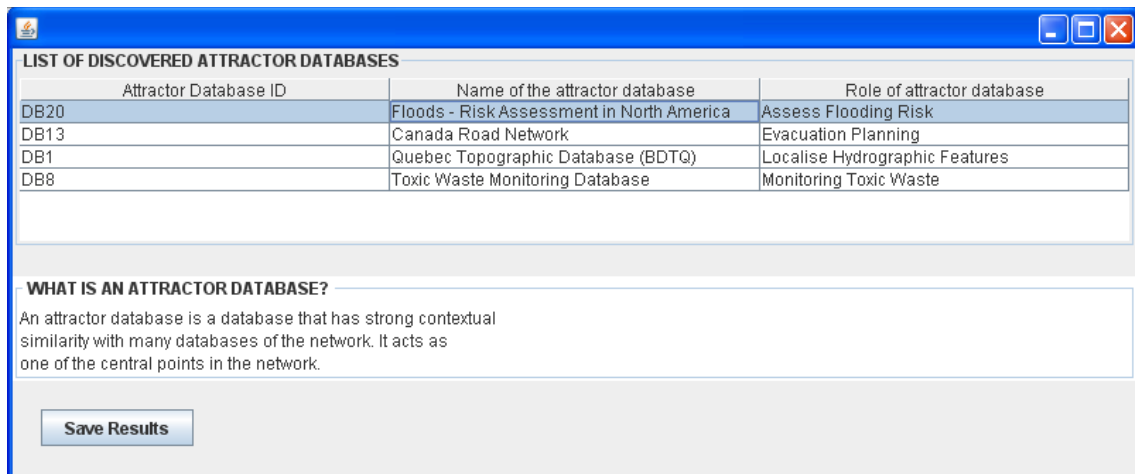 LIST OF DISCOVERED ATTRACTOR DATABASES
Attractor Database ID Name of the attractor database Role of attractor database
DB20 Floods - Risk Assessment in North America Assess Flooding Risk
DB13 Canada Road Network Evacuation Planning
DB1 Quebec Topographic Database (BDTQ) Localise Hydrographic Features
DB8 Toxic Waste Monitoring Database Monitoring Toxic Waste
WHAT IS AN ATTRACTOR DATABASE?
An attractor database is a database that has strong contextual
similarity with many databases of the network. It acts as
one of the central points in the network.
Save Results